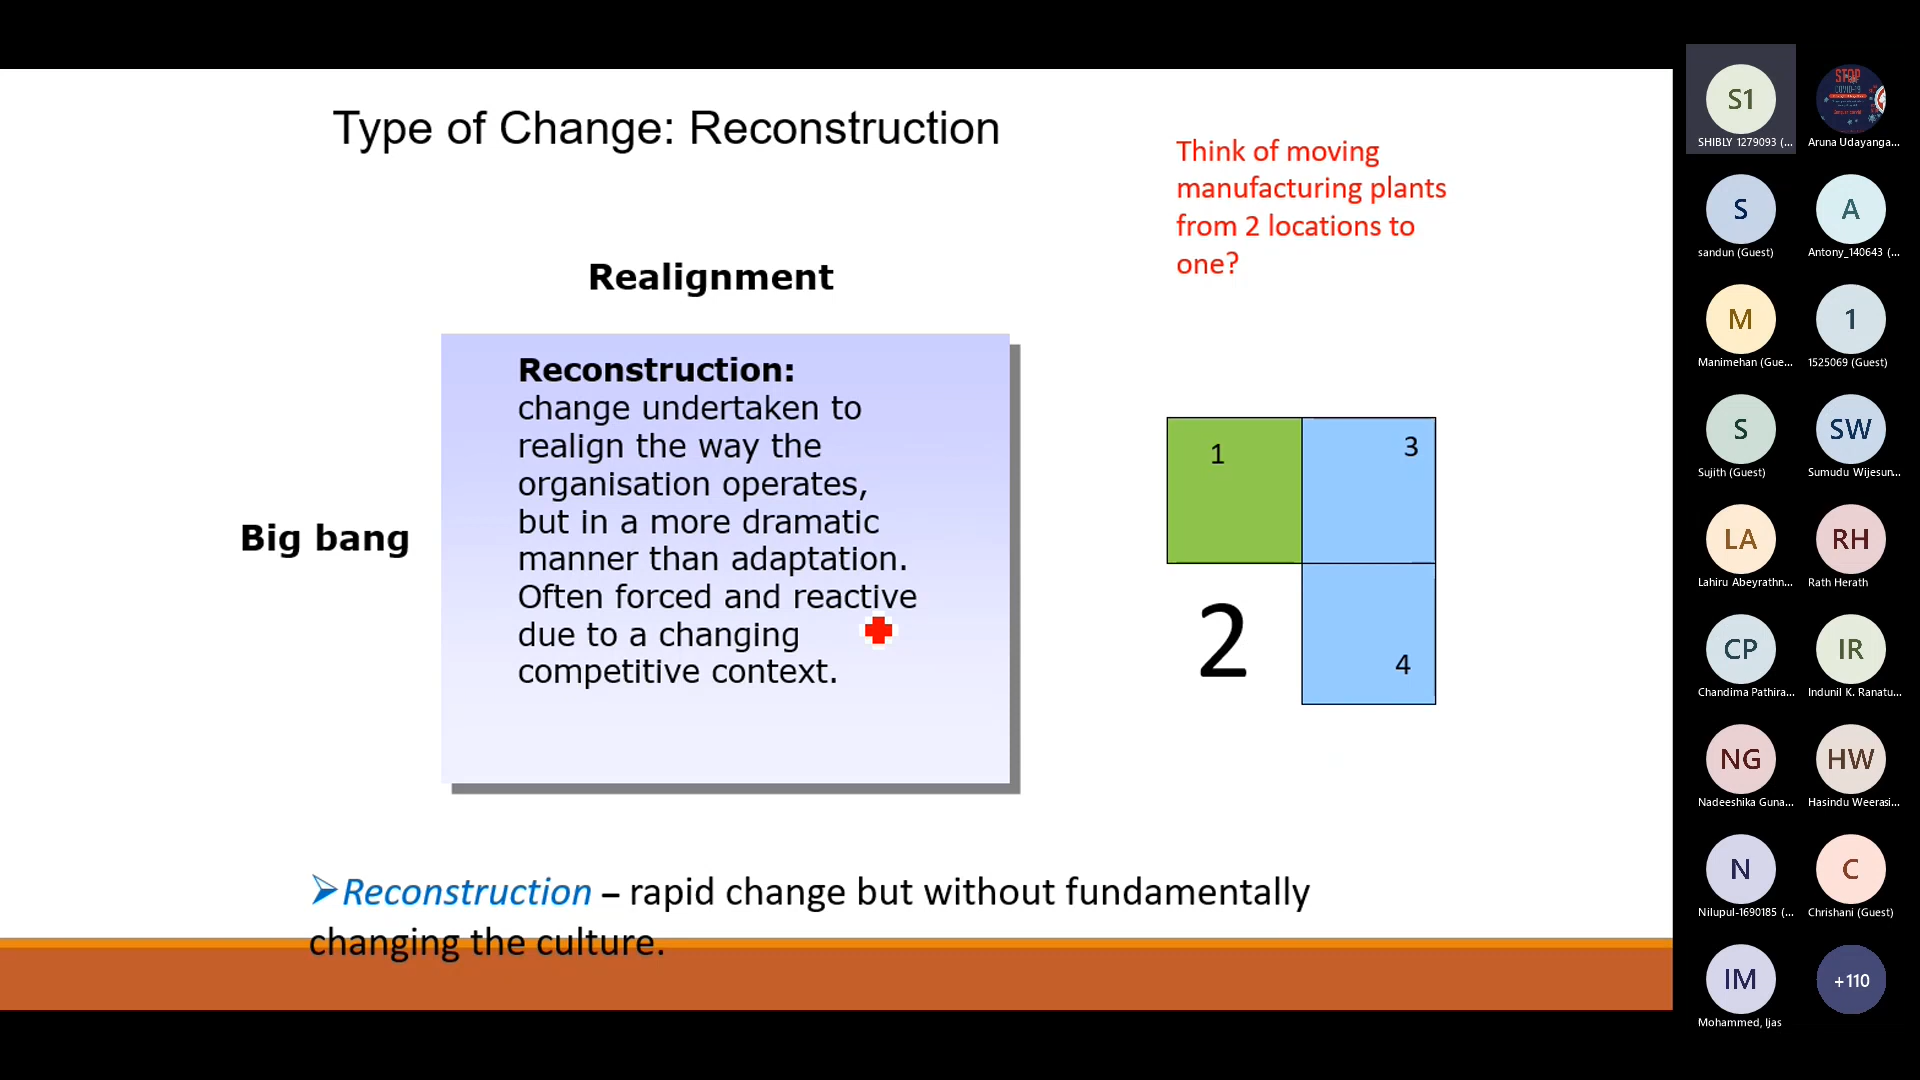 Type of Change: Reconstruction
Think of moving
manufacturing plants
from 2 locations to
one?
Realignment
Big bang
Reconstruction:
change undertaken to
realign the way the
organisation operates,
but in a more dramatic
manner than adaptation.
Often forced and reactive
due to a changing
competitive context.
1
3
2
4
➢Reconstruction – rapid change but without fundamentally
changing the culture.
S1
SHIBLY 1279093 (...
STOP
COVID-19
Aruna Udayanga...
S
sandun (Guest)
A
Antony_140643 (...
M
Manimehan (Gue...
1
1525069 (Guest)
S
Sujith (Guest)
SW
Sumudu Wijesun...
LA
Lahiru Abeyrathn...
RH
Rath Herath
CP
Chandima Pathira...
IR
Indunil K. Ranatu...
NG
Nadeeshika Guna...
HW
Hasindu Weerasi...
N
Nilupul-1690185 (...
C
Chrishani (Guest)
IM
Mohammed, Ijas
+110